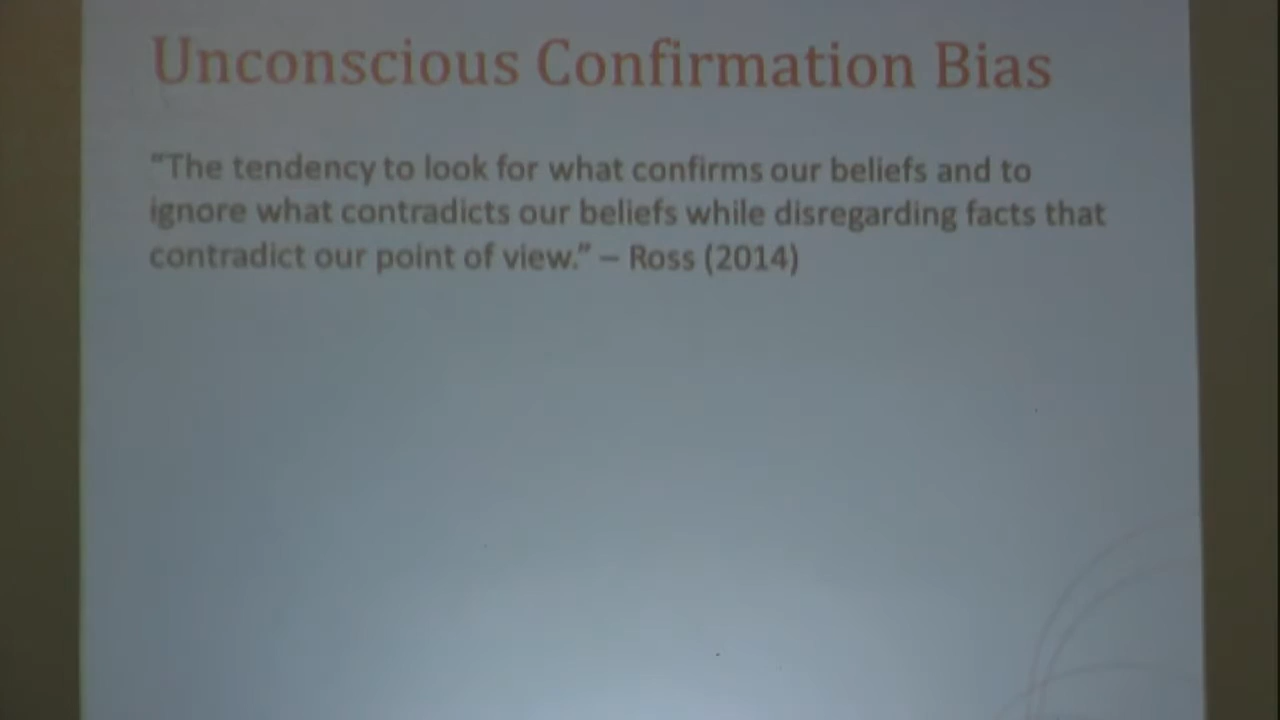 Unconscious Confirmation Bias
"The tendency to look for what confirms our beliefs and to
ignore what contradicts our beliefs while disregarding facts that
contradict our point of view." – Ross (2014)